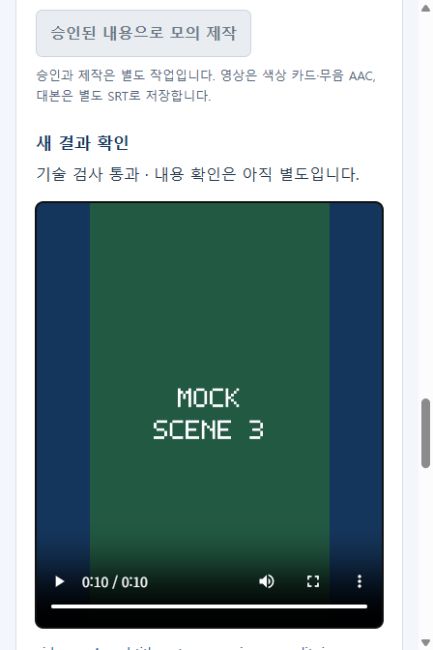 승인된 내용으로 모의 제작
승인과 제작은 별도 작업입니다. 영상은 색상 카드·무음 AAC,
대본은 별도 SRT로 저장합니다.
새 결과 확인
기술 검사 통과 · 내용 확인은 아직 별도입니다.
MOCK
SCENE 3
0:10 / 0:10